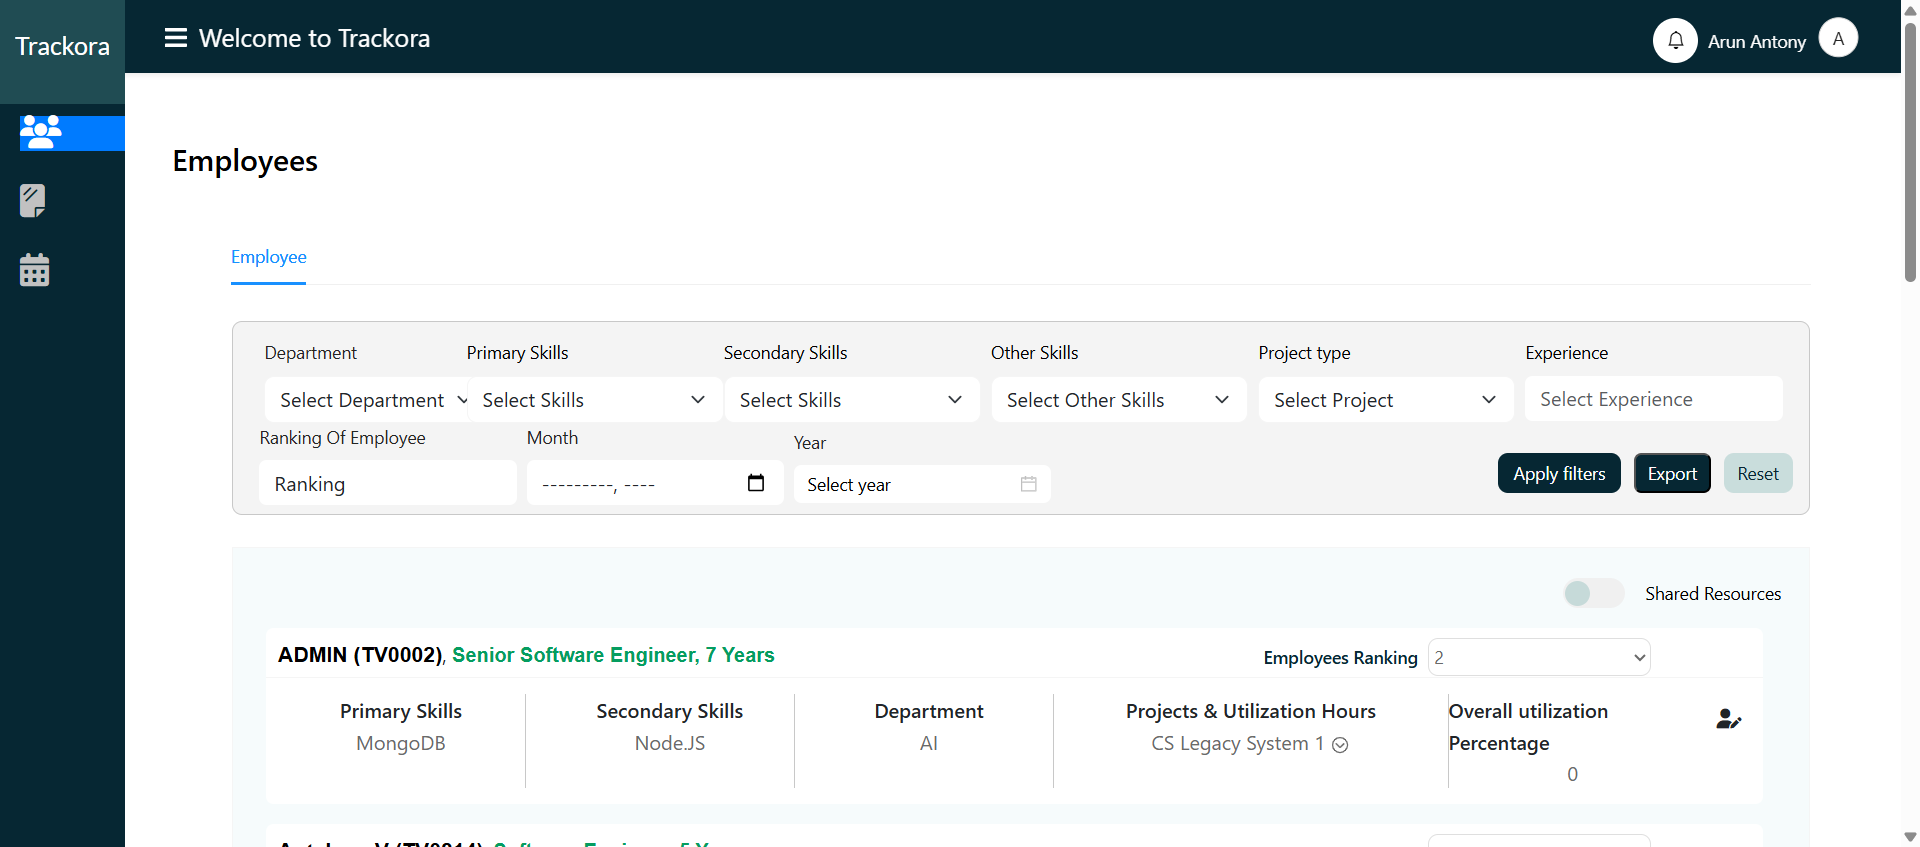 Trackora
Welcome to Trackora
Arun Antony
A
Employees
Employee
Department
Primary Skills
Secondary Skills
Other Skills
Project type
Experience
Select Department
Select Skills
Select Skills
Select Other Skills
Select Project
Select Experience
Ranking Of Employee
Month
Year
Ranking
---------, ----
Select year
Apply filters
Export
Reset
Shared Resources
ADMIN (TV0002), Senior Software Engineer, 7 Years
Employees Ranking
2
Primary Skills
MongoDB
Secondary Skills
Node.JS
Department
AI
Projects & Utilization Hours
CS Legacy System 1
Overall utilization
Percentage
0